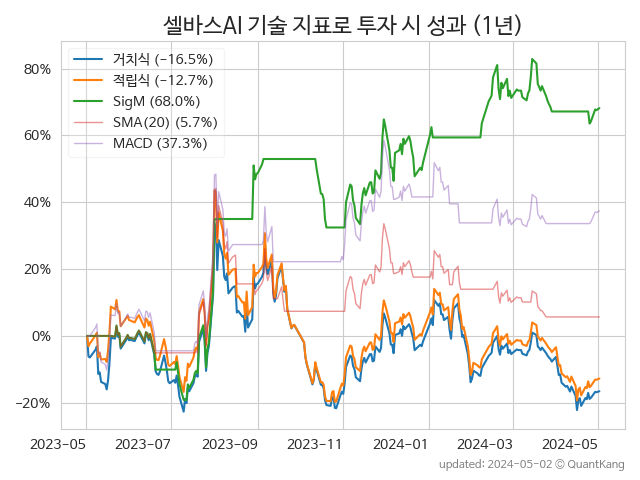 셀바스AI 기술 지표로 투자 시 성과 (1년)
거치식 (−16.5%)
적립식 (−12.7%)
SigM (68.0%)
SMA(20) (5.7%)
MACD (37.3%)
80%
60%
40%
20%
0%
−20%
2023-05 2023-07 2023-09 2023-11 2024-01 2024-03 2024-05
updated: 2024-05-02 © QuantKang